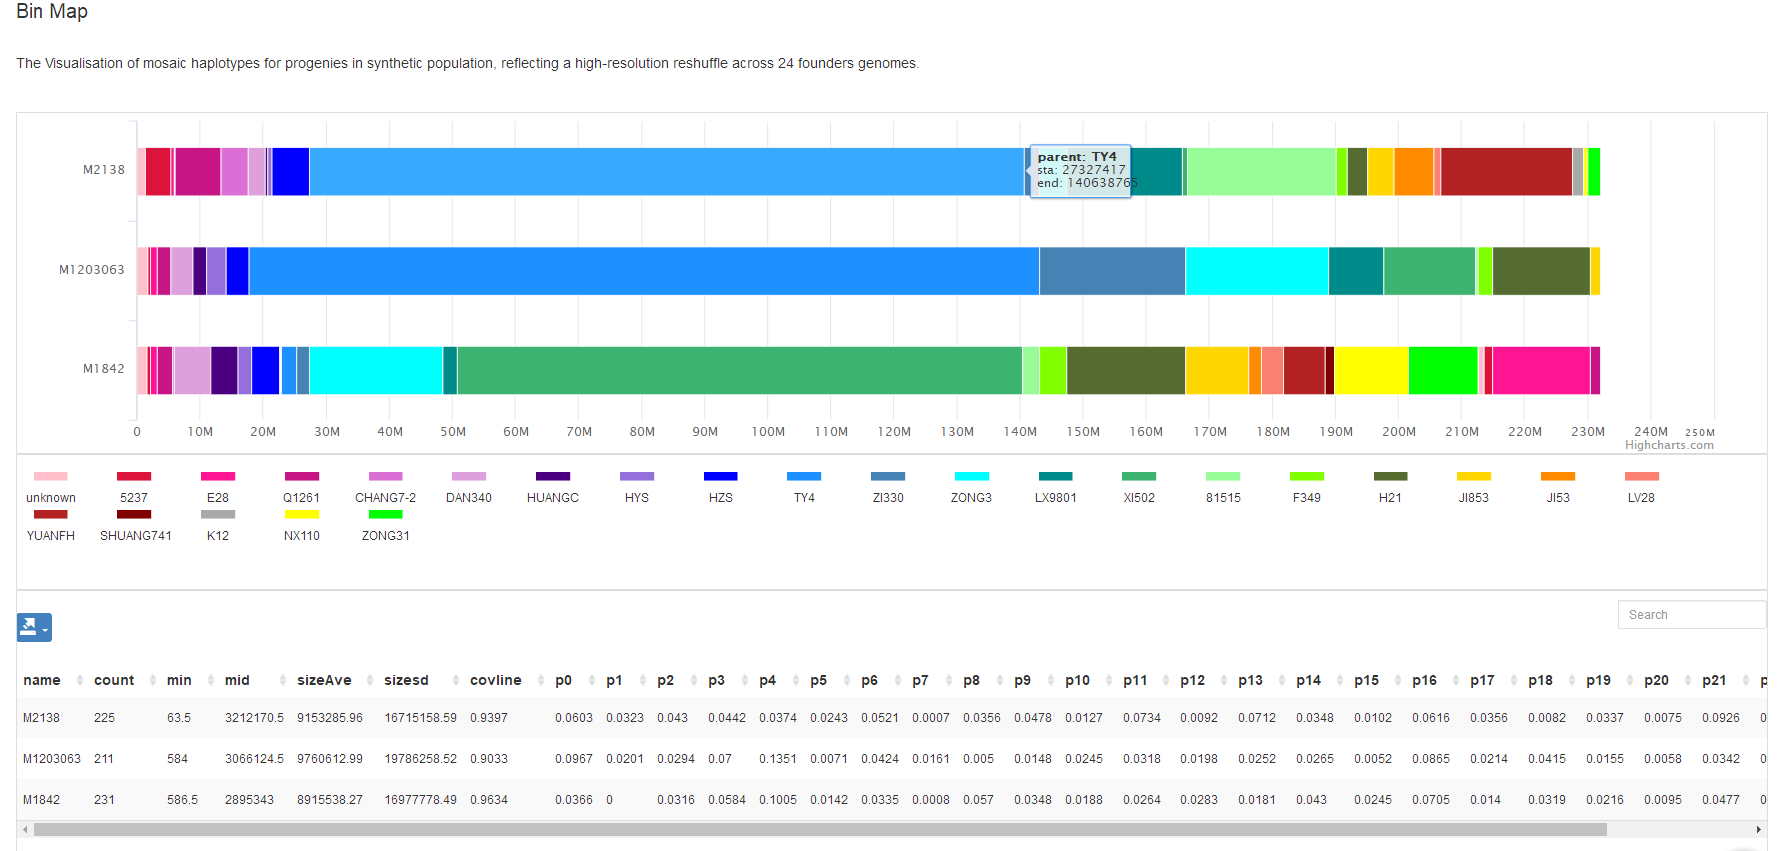 Bin Map
The Visualisation of mosaic haplotypes for progenies in synthetic population, reflecting a high-resolution reshuffle across 24 founders genomes.
M2138
parent: TY4
sta: 27327417
end: 140638765
M1203063
M1842
0 10M 20M 30M 40M 50M 60M 70M 80M 90M 100M 110M 120M 130M 140M 150M 160M 170M 180M 190M 200M 210M 220M 230M 240M 250M
Highcharts.com
unknown 5237 E28 Q1261 CHANG7-2 DAN340 HUANGC HYS HZS TY4 ZI330 ZONG3 LX9801 XI502 81515 F349 H21 JI853 JI53 LV28
YUANFH SHUANG741 K12 NX110 ZONG31
Search
name count min mid sizeAve sizesd covline p0 p1 p2 p3 p4 p5 p6 p7 p8 p9 p10 p11 p12 p13 p14 p15 p16 p17 p18 p19 p20 p21
M2138 225 63.5 3212170.5 9153285.96 16715158.59 0.9397 0.0603 0.0323 0.043 0.0442 0.0374 0.0243 0.0521 0.0007 0.0356 0.0478 0.0127 0.0734 0.0092 0.0712 0.0348 0.0102 0.0616 0.0356 0.0082 0.0337 0.0075 0.0926
M1203063 211 584 3066124.5 9760612.99 19786258.52 0.9033 0.0967 0.0201 0.0294 0.07 0.1351 0.0071 0.0424 0.0161 0.005 0.0148 0.0245 0.0318 0.0198 0.0252 0.0265 0.0052 0.0865 0.0214 0.0415 0.0155 0.0058 0.0342
M1842 231 586.5 2895343 8915538.27 16977778.49 0.9634 0.0366 0 0.0316 0.0584 0.1005 0.0142 0.0335 0.0008 0.057 0.0348 0.0188 0.0264 0.0283 0.0181 0.043 0.0245 0.0705 0.014 0.0319 0.0216 0.0095 0.0477